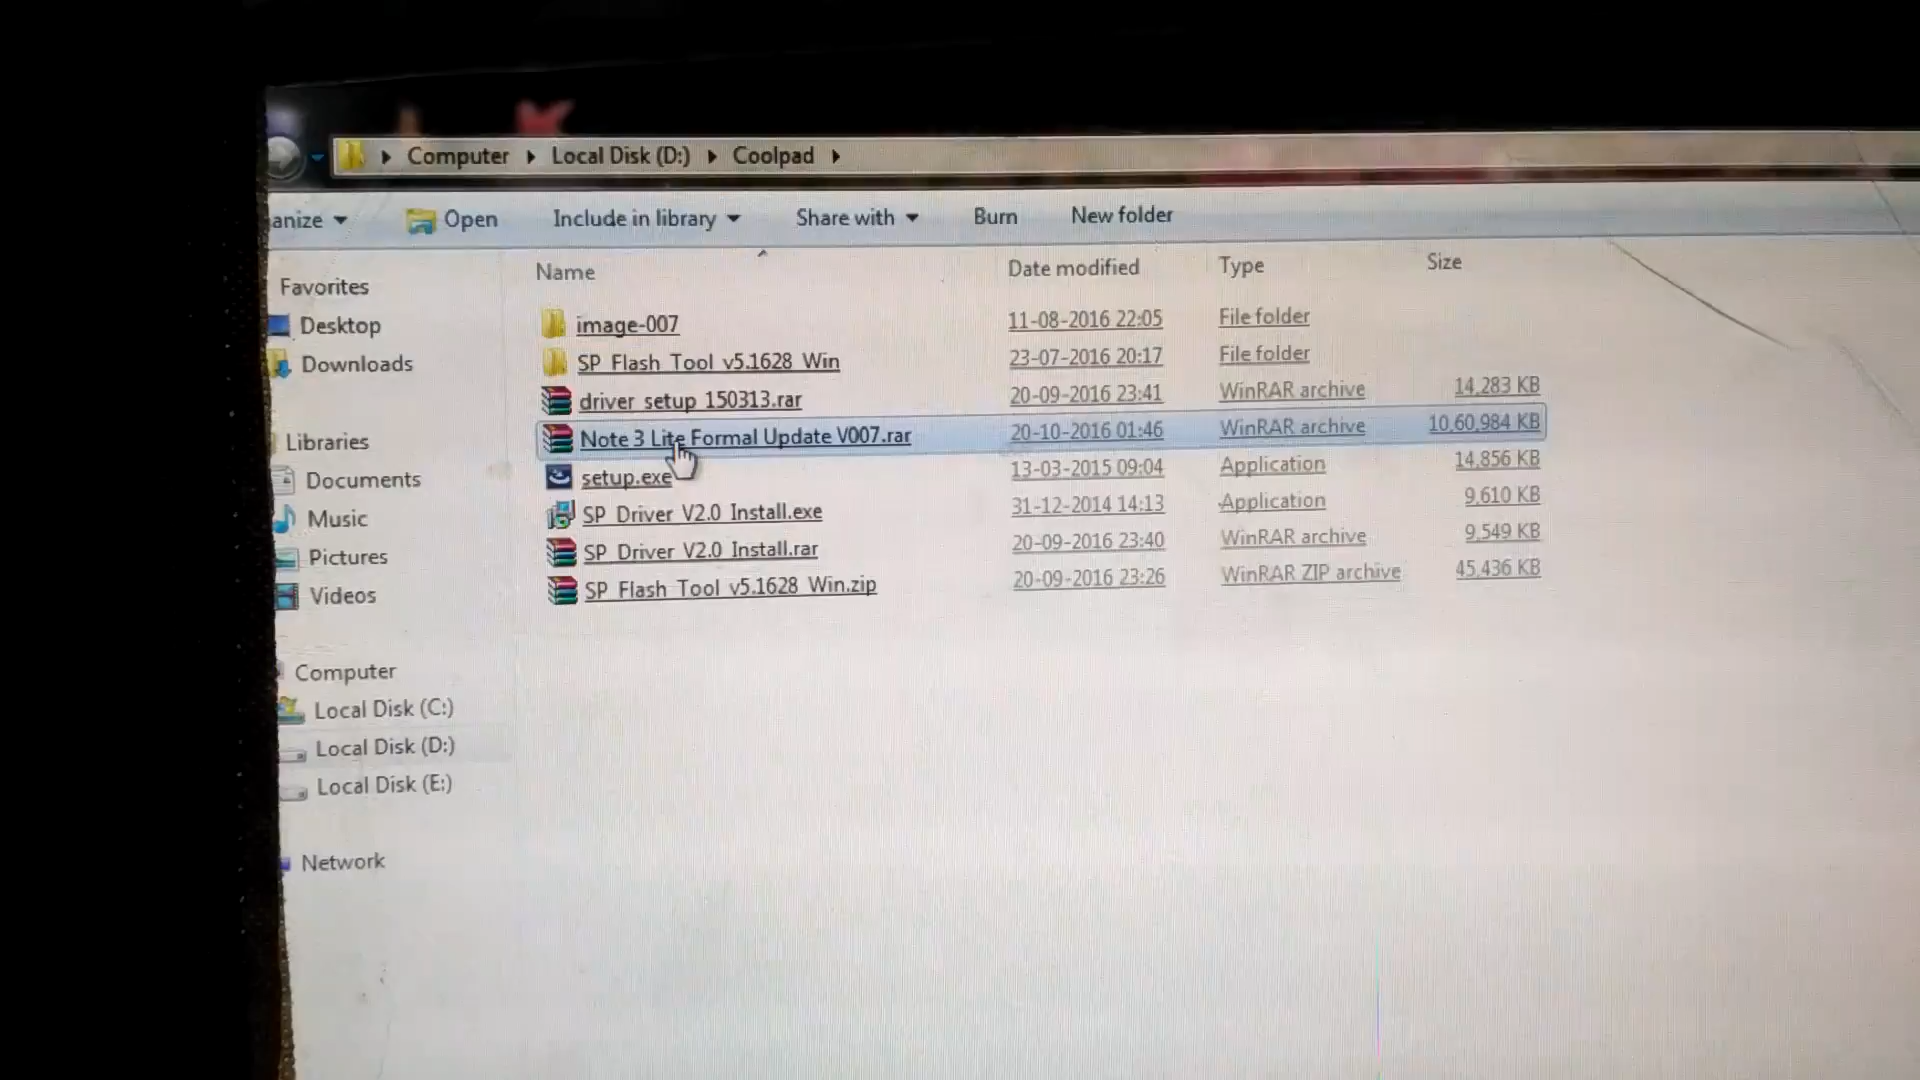 Computer Local Disk (D:) Coolpad
anize Open Include in library Share with Burn New folder
Name Date modified Type Size
Favorites
Desktop
Downloads
Libraries
Documents
Music
Pictures
Videos
Computer
Local Disk (C:)
Local Disk (D:)
Local Disk (E:)
Network
image-007 11-08-2016 22:05 File folder
SP_Flash_Tool_v5.1628_Win 23-07-2016 20:17 File folder
driver_setup_150313.rar 20-09-2016 23:41 WinRAR archive 14,283 KB
Note 3 Lite Formal Update V007.rar 20-10-2016 01:46 WinRAR archive 10,60,984 KB
setup.exe 13-03-2015 09:04 Application 14,856 KB
SP_Driver_V2.0_Install.exe 31-12-2014 14:13 Application 9,610 KB
SP_Driver_V2.0_Install.rar 20-09-2016 23:40 WinRAR archive 9,549 KB
SP_Flash_Tool_v5.1628_Win.zip 20-09-2016 23:26 WinRAR ZIP archive 45,436 KB